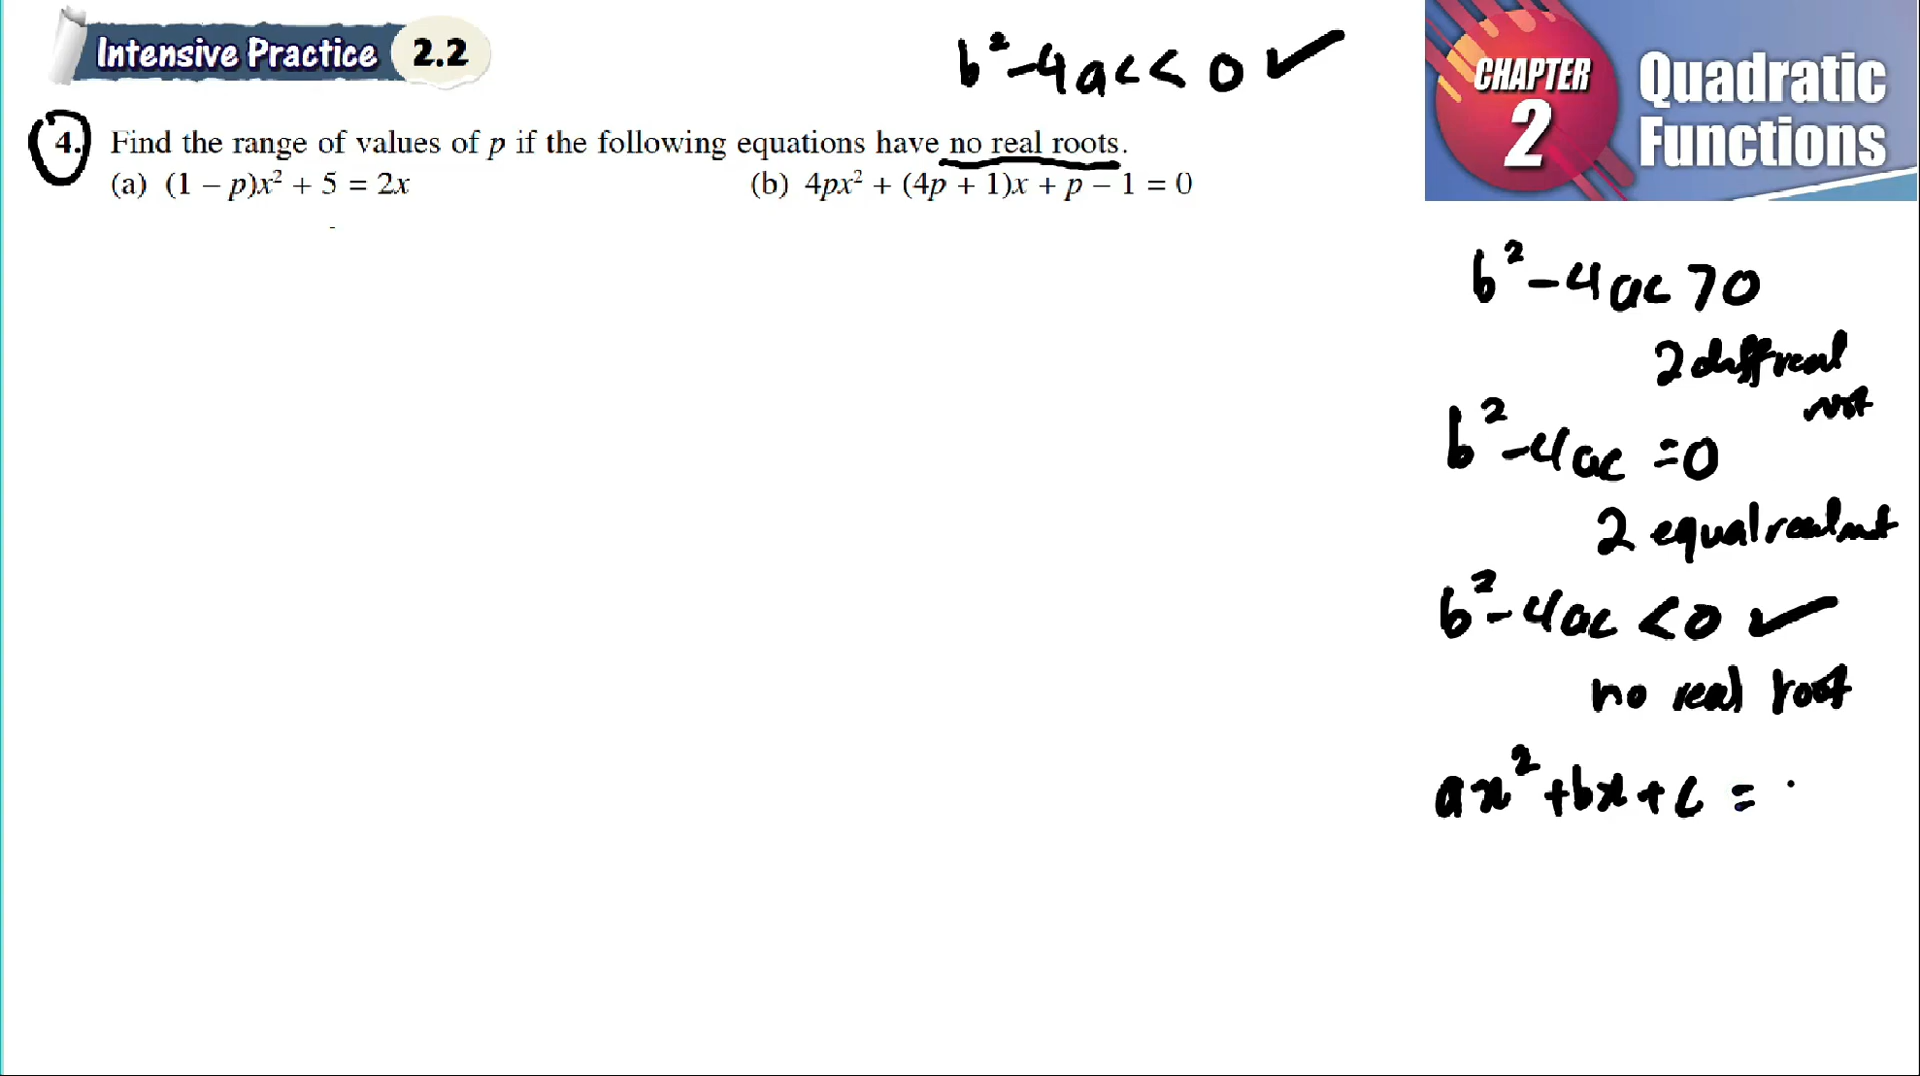 Intensive Practice 2.2
b² - 4ac < 0 ✓
CHAPTER 2
Quadratic Functions
4. Find the range of values of p if the following equations have no real roots.
(a) (1 – p)x² + 5 = 2x
(b) 4px² + (4p + 1)x + p – 1 = 0
b² - 4ac > 0
2 diff real
root
b² - 4ac = 0
2 equal real root
b² - 4ac < 0 ✓
no real root
ax² + bx + c =